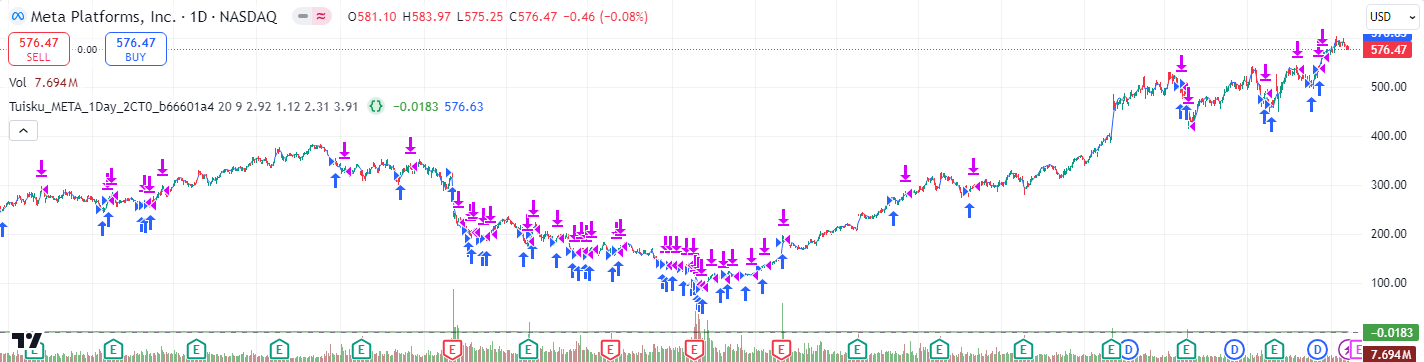 Meta Platforms, Inc. · 1D · NASDAQ O581.10 H583.97 L575.25 C576.47 −0.46 (−0.08%)
USD
576.47 SELL 0.00 576.47 BUY
576.47
Vol 7.694M
Tuisku_META_1Day_2CT0_b66601a4 20 9 2.92 1.12 2.31 3.91 {} −0.0183 576.63
500.00
400.00
300.00
200.00
100.00
−0.0183
E E E E E E E E E E E E E E D E D E D E
7.694M